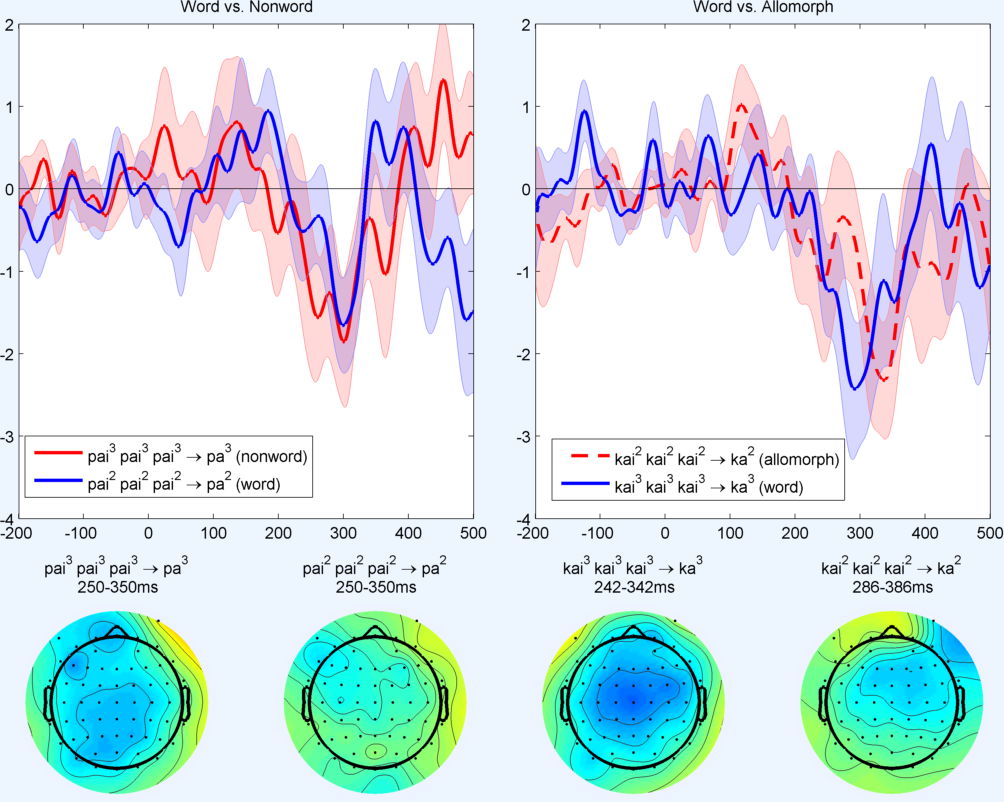 Word vs. Nonword
2
1
0
-1
-2
-3
-4
pai³ pai³ pai³ → pa³ (nonword)
pai² pai² pai² → pa² (word)
-200 -100 0 100 200 300 400 500
Word vs. Allomorph
2
1
0
-1
-2
-3
-4
kai² kai² kai² → ka² (allomorph)
kai³ kai³ kai³ → ka³ (word)
-200 -100 0 100 200 300 400 500
pai³ pai³ pai³ → pa³
250-350ms
pai² pai² pai² → pa²
250-350ms
kai³ kai³ kai³ → ka³
242-342ms
kai² kai² kai² → ka²
286-386ms